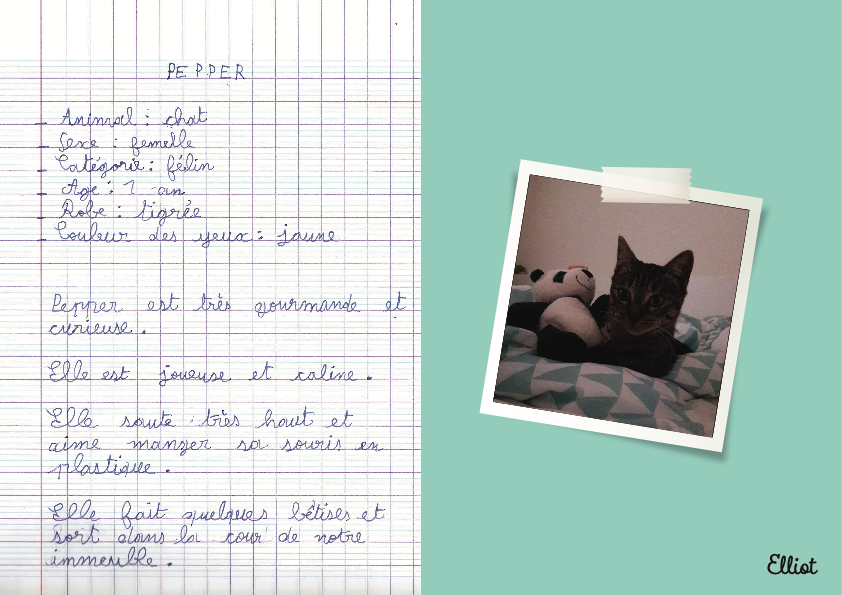 PEPPER
- Animal : chat
- Sexe : femelle
- Catégorie : félin
- Age : 1 an
- Robe : tigrée
- Couleur des yeux : jaune
Pepper est très gourmande et
curieuse.
Elle est joueuse et caline.
Elle saute très haut et
aime manger sa souris en
plastique.
Elle fait quelques bêtises et
sort dans la cour de notre
immeuble.
Elliot